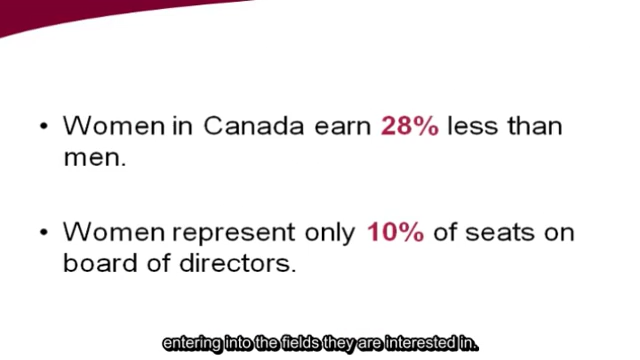 • Women in Canada earn 28% less than
men.
• Women represent only 10% of seats on
board of directors.
entering into the fields they are interested in.